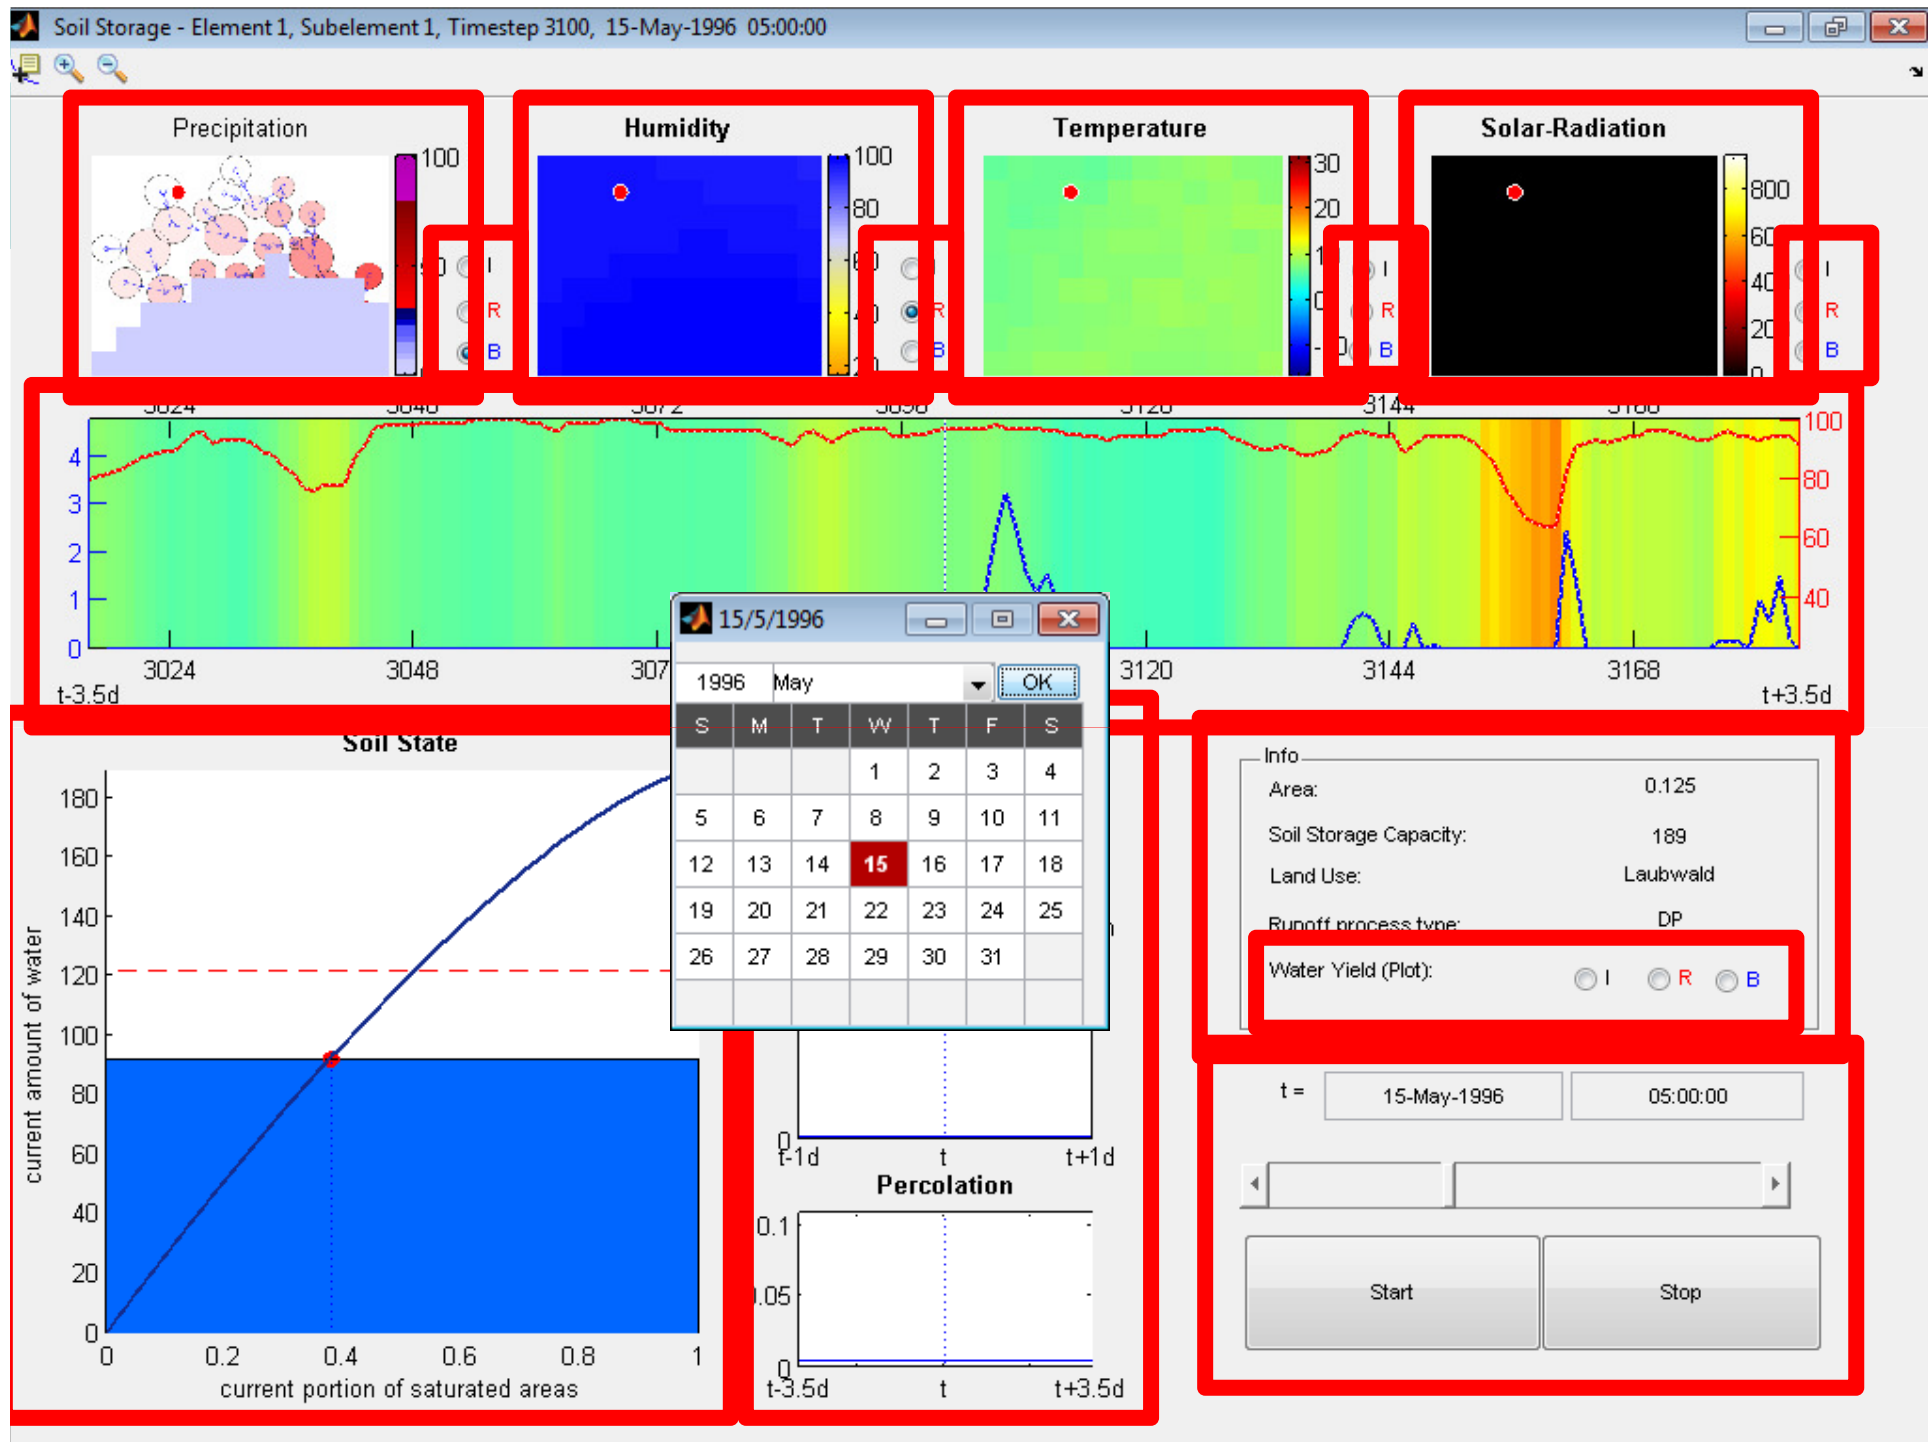 Soil Storage - Element 1, Subelement 1, Timestep 3100, 15-May-1996 05:00:00
Precipitation
100
I
R
B
Humidity
100
80
R
B
Temperature
30
20
I
R
B
Solar-Radiation
800
I
R
B
3144
4
3
2
1
0
100
80
60
40
3024
3048
3120
3144
3168
t-3.5d
t+3.5d
15/5/1996
1996 May OK
S M T W T F S
1 2 3 4
5 6 7 8 9 10 11
12 13 14 15 16 17 18
19 20 21 22 23 24 25
26 27 28 29 30 31
Soil State
180
160
140
120
100
80
60
40
20
0
0 0.2 0.4 0.6 0.8 1
current amount of water
current portion of saturated areas
0
t-1d t t+1d
Percolation
0.1
0
t-3.5d t t+3.5d
Info
Area: 0.125
Soil Storage Capacity: 189
Land Use: Laubwald
Runoff process type: DP
Water Yield (Plot): I R B
t = 15-May-1996 05:00:00
Start Stop